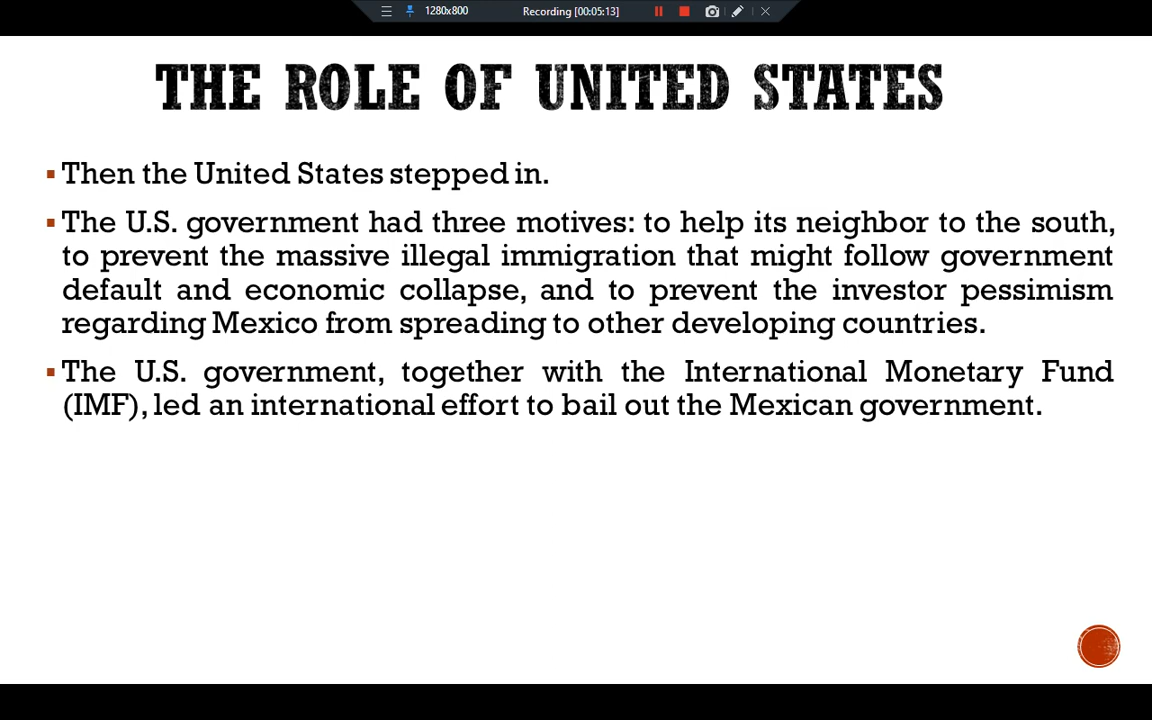 1280x800
Recording [00:05:13]
THE ROLE OF UNITED STATES
▪ Then the United States stepped in.
▪ The U.S. government had three motives: to help its neighbor to the south,
to prevent the massive illegal immigration that might follow government
default and economic collapse, and to prevent the investor pessimism
regarding Mexico from spreading to other developing countries.
▪ The U.S. government, together with the International Monetary Fund
(IMF), led an international effort to bail out the Mexican government.